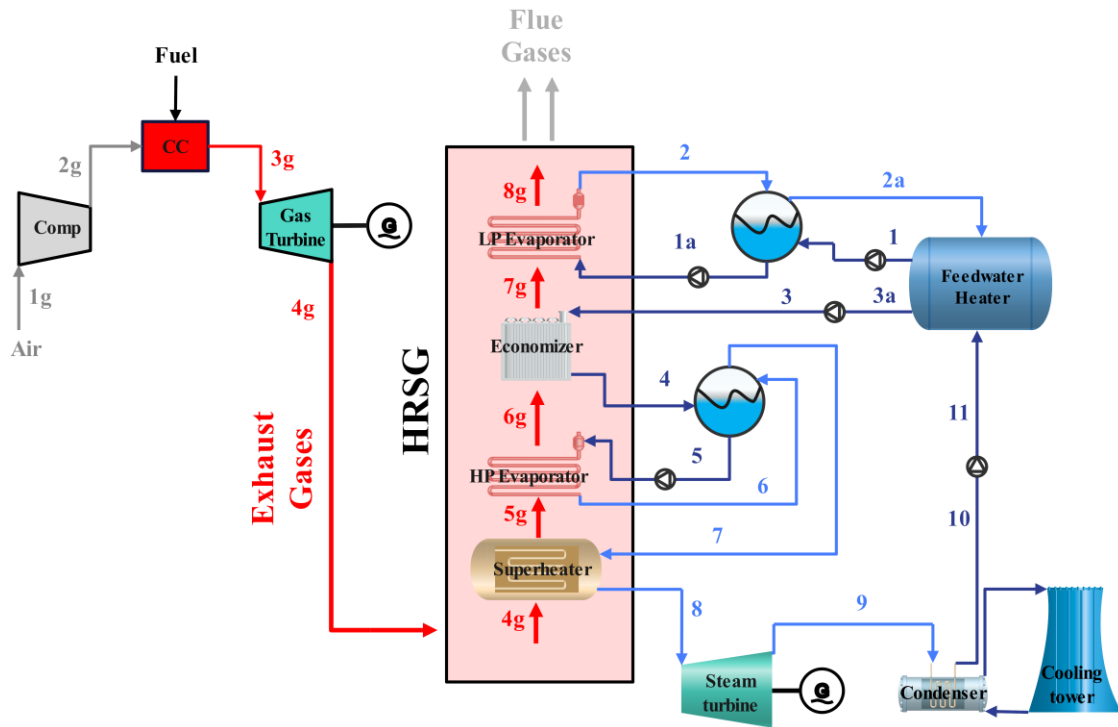 Flue
Gases
Fuel
CC
2g
3g
Comp
Gas
Turbine
G
1g
4g
Air
Exhaust
Gases
HRSG
8g
LP Evaporator
7g
Economizer
6g
HP Evaporator
5g
Superheater
4g
2
2a
1a
1
3
3a
Feedwater
Heater
4
5
6
7
11
10
8
9
Steam
turbine
G
Condenser
Cooling
tower